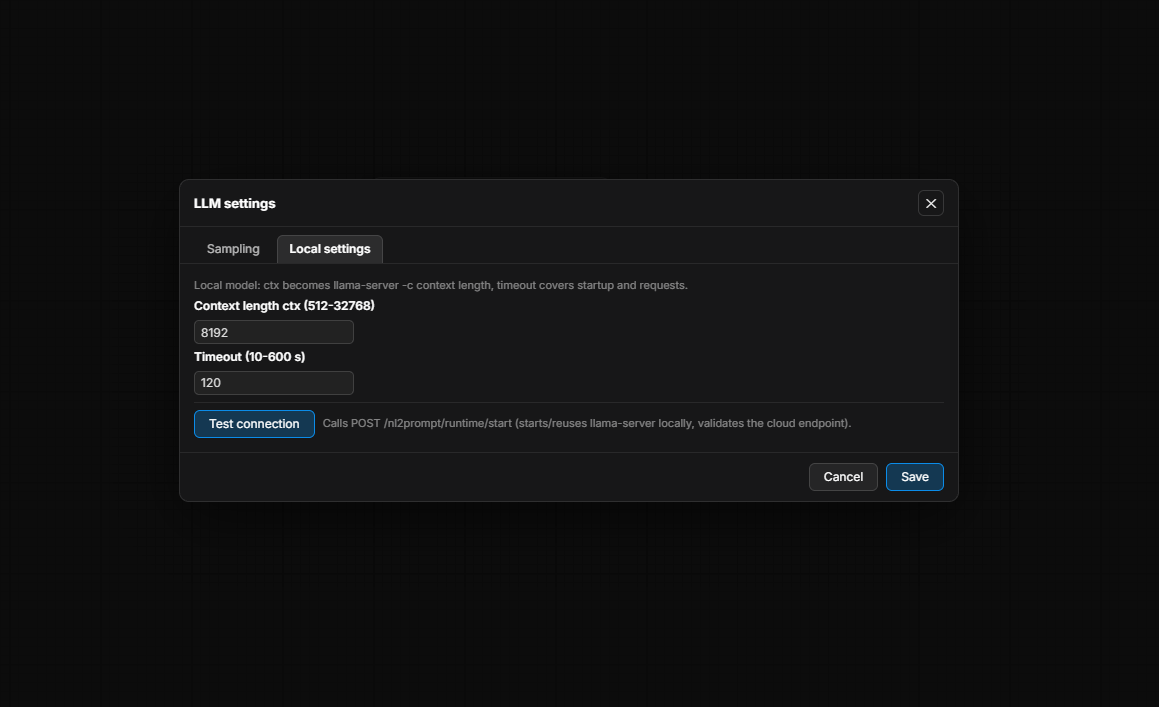 LLM settings
Sampling
Local settings
Local model: ctx becomes llama-server -c context length, timeout covers startup and requests.
Context length ctx (512-32768)
8192
Timeout (10-600 s)
120
Test connection
Calls POST /nl2prompt/runtime/start (starts/reuses llama-server locally, validates the cloud endpoint).
Cancel
Save